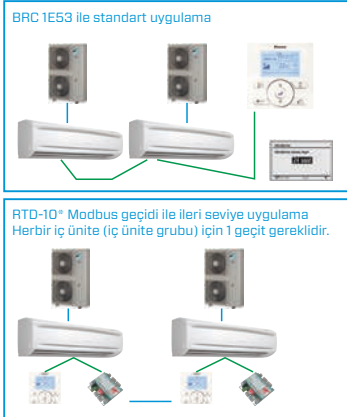 BRC 1E53 ile standart uygulama
RTD-10* Modbus geçidi ile ileri seviye uygulama
Herbir iç ünite (iç ünite grubu) için 1 geçit gereklidir.